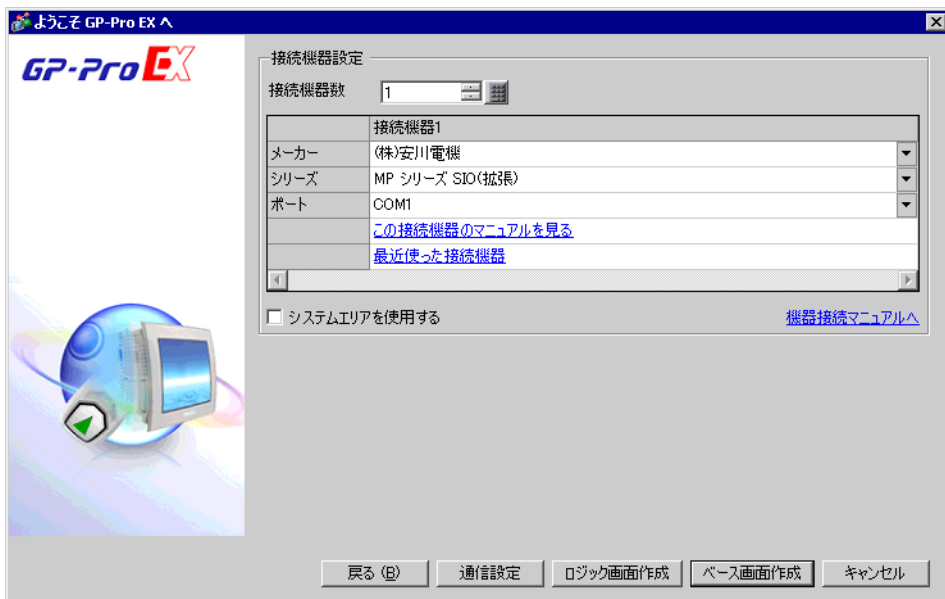 ようこそ GP-Pro EX へ
GP-Pro EX
接続機器設定
接続機器数 1
接続機器1
メーカー (株)安川電機
シリーズ MP シリーズ SIO(拡張)
ポート COM1
この接続機器のマニュアルを見る
最近使った接続機器
システムエリアを使用する 機器接続マニュアルへ
戻る (B) 通信設定 ロジック画面作成 ベース画面作成 キャンセル